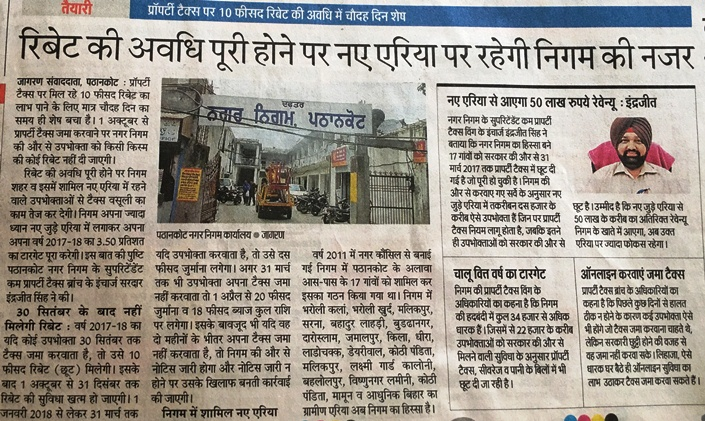 तैयारी
प्रॉपर्टी टैक्स पर 10 फीसद रिबेट की अवधि में चौदह दिन शेष
रिबेट की अवधि पूरी होने पर नए एरिया पर रहेगी निगम की नजर
जागरण संवाददाता, पठानकोट : प्रॉपर्टी
टैक्स पर मिल रहे 10 फीसद रिबेट का
लाभ पाने के लिए मात्र चौदह दिन का
समय ही शेष बचा है। 1 अक्टूबर से
प्रापर्टी टैक्स जमा करवाने पर नगर निगम
की और से उपभोक्ता को किसी किस्म
की कोई रिबेट नहीं दी जाएगी।
रिबेट की अवधि पूरी होने पर निगम
शहर व इसमें शामिल नए एरिया में रहने
वाले उपभोक्ताओं से टैक्स वसूली का
काम तेज कर देगी। निगम अपना ज्यादा
ध्यान नए जुड़े एरिया में लगाकर अपना
अपना वर्ष 2017-18 का 3.50 प्रतिशत
का टारगेट पूरा करेगी। इस बात की पुष्टि
पठानकोट नगर निगम के सुपरिटेंडेंट
कम प्रापर्टी टैक्स ब्रांच के इंचार्ज सरदार
इंद्रजीत सिंह ने की।
30 सितंबर के बाद नहीं
मिलेगी रिबेट : वर्ष 2017-18 का
यदि कोई उपभोक्ता 30 सितंबर तक
टैक्स जमा करवाता है, तो उसे 10
फीसद रिबेट (छूट) मिलेगी। इसके
बाद 1 अक्टूबर से 31 दिसंबर तक
रिबेट की सुविधा खत्म हो जाएगी। 1
जनवरी 2018 से लेकर 31 मार्च तक
ਦਫਤਰ
ਨਗਰ ਨਿਗਮ, ਪਠਾਨਕੋਟ
पठानकोट नगर निगम कार्यालय ● जागरण
यदि उपभोक्ता करवाता है, तो उसे दस
फीसद जुर्माना लगेगा। अगर 31 मार्च
तक भी उपभोक्ता अपना टैक्स जमा
नहीं करवाता तो 1 अप्रैल से 20 फीसद
जुर्माना व 18 फीसद ब्याज कुल राशि
पर लगेगा। इसके बावजूद भी यदि वह
दो महीनों के भीतर अपना टैक्स जमा
नहीं करवाता है, तो निगम की और से
नोटिस जारी होगा और नोटिस जारी न
होने पर उसके खिलाफ बनती कार्रवाई
की जाएगी।
निगम में शामिल नए एरिया
वर्ष 2011 में नगर कौंसिल से बनाई
गई निगम में पठानकोट के अलावा
आस-पास के 17 गांवों को शामिल कर
इसका गठन किया गया था। निगम में
भरोली कलां, भरोली खुर्द, मलिकपुर,
सरना, बहादुर लाहड़ी, बुडढानगर,
दारोस्लाम, जमालपुर, किला, धीरा,
लाडोचक्क, डेयरीवाल, कोठी पंडिता,
मलिकपुर, लक्ष्मी गार्ड कालोनी,
बहलोलपुर, विष्णुनगर लमीनी, कोठी
पंडिता, मामून व आधुनिक बिहार का
ग्रामीण एरिया अब निगम का हिस्सा है।
नए एरिया से आएगा 50 लाख रुपये रेवेन्यु : इंद्रजीत
नगर निगम के सुपरिटेंडेंट कम प्रापर्टी
टैक्स विंग के इंचार्ज इंद्रजीत सिंह ने
बताया कि नगर निगम का हिस्सा बने
17 गांवों को सरकार की और से 31
मार्च 2017 तक प्रापर्टी टैक्स में छूट दी
गई है जो पूरी हो चुकी है। निगम की
और से करवाए गए सर्वे के अनुसार नए जुड़े
एरिया में तकरीबन दस हजार के
करीब ऐसे उपभोक्ता हैं जिन पर प्रापर्टी
टैक्स नियम लागू होता है, जबकि इतने
ही उपभोक्ताओं को सरकार की और से
छूट है। उम्मीद है कि नए जुड़े एरिया से
50 लाख के करीब का अतिरिक्त रेवेन्यु
निगम के खाते में आएगा, अब उक्त
एरिया पर ज्यादा फोकस रहेगा।
चालू वित्त वर्ष का टारगेट
निगम की प्रापर्टी टैक्स विंग के
अधिकारियों का कहना है कि निगम
की हदबंदी में कुल 34 हजार से अधिक
धारक हैं। जिसमें से 22 हजार के करीब
उपभोक्ताओं को सरकार की और से
मिलने वाली सुविधा के अनुसार प्रापर्टी
टैक्स, सीवरेज व पानी के बिलों में भी
छूट दी जा रही है।
ऑनलाइन करवाएं जमा टैक्स
प्रापर्टी टैक्स ब्रांच के अधिकारियों का
कहना है कि पिछले कुछ दिनों से हालत
ठीक न होने के कारण कई उपभोक्ता ऐसे
भी होंगे जो टैक्स जमा करवाना चाहते थे,
लेकिन सरकारी छुट्टी होने की वजह से
वह जमा नहीं करवा सके। लिहाजा, ऐसे
धारक घर बैठे ही ऑनलाइन सुविधा का
लाभ उठाकर टैक्स जमा करवा सकते हैं।